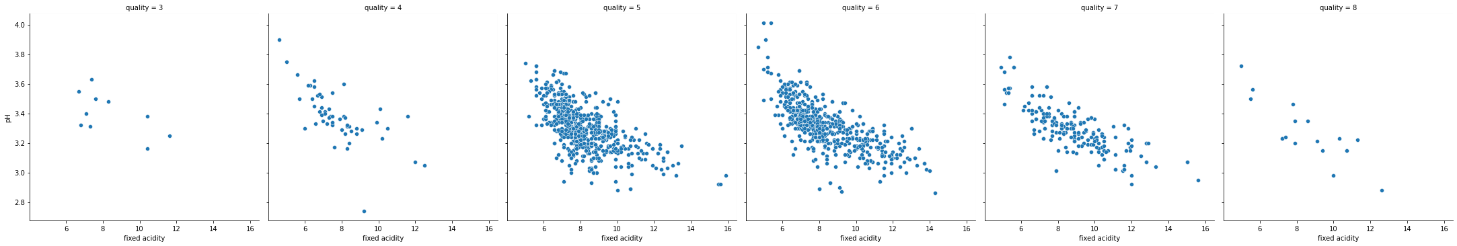 quality = 3 quality = 4 quality = 5 quality = 6 quality = 7 quality = 8
4.0
3.8
3.6
3.4
3.2
3.0
2.8
pH
6 8 10 12 14 16 6 8 10 12 14 16 6 8 10 12 14 16 6 8 10 12 14 16 6 8 10 12 14 16 6 8 10 12 14 16
fixed acidity fixed acidity fixed acidity fixed acidity fixed acidity fixed acidity